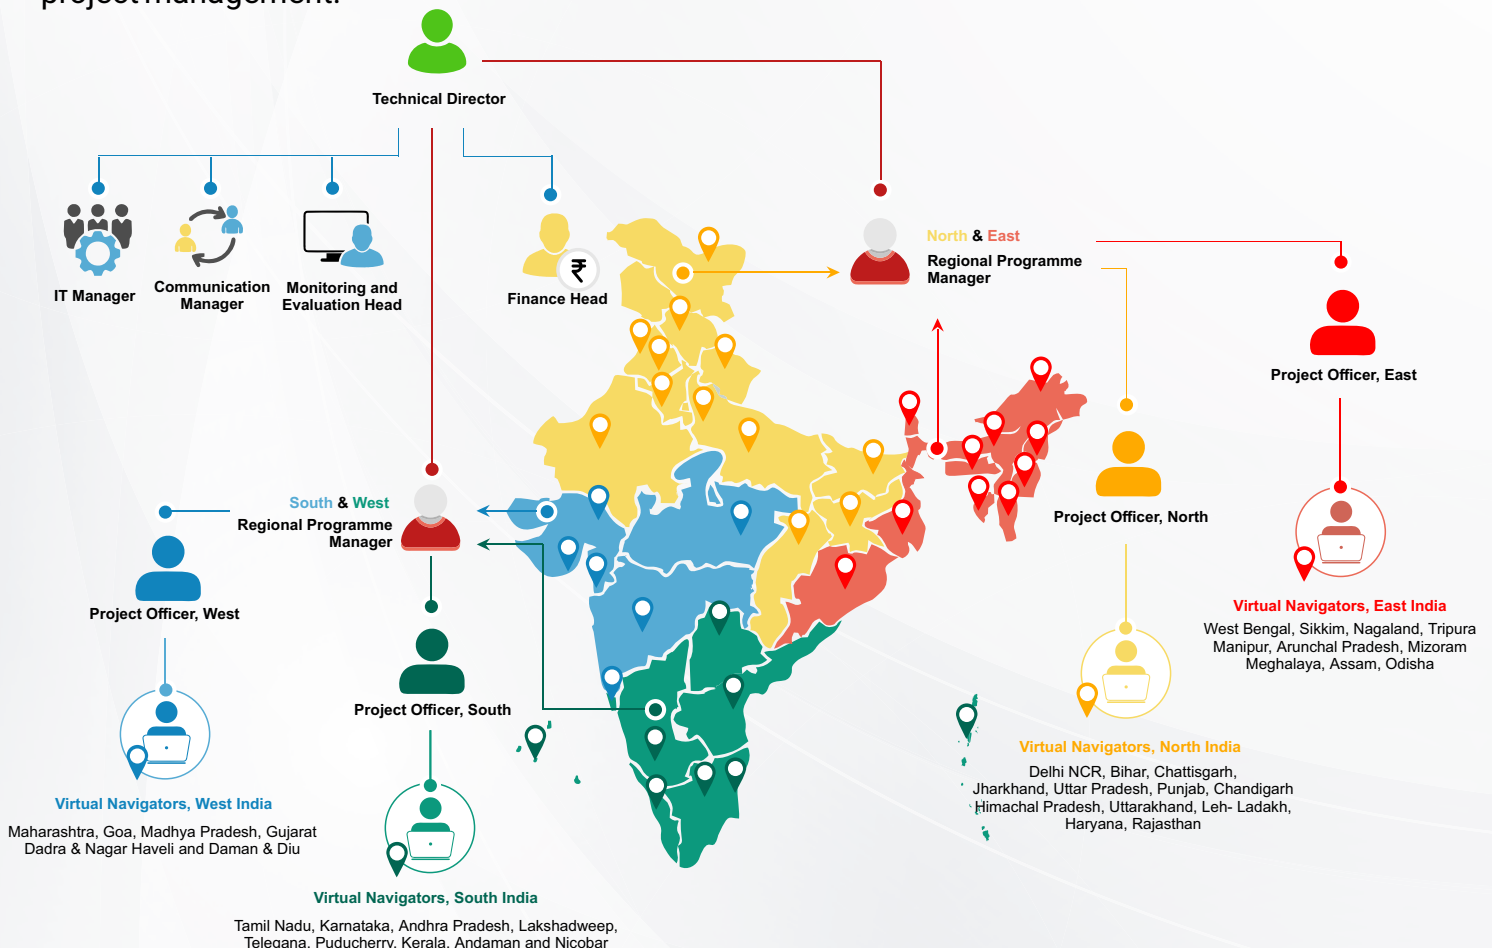 project management.
Technical Director
IT Manager
Communication
Manager
Monitoring and
Evaluation Head
₹
Finance Head
North & East
Regional Programme
Manager
Project Officer, East
South & West
Regional Programme
Manager
Project Officer, North
Project Officer, West
Virtual Navigators, East India
West Bengal, Sikkim, Nagaland, Tripura
Manipur, Arunchal Pradesh, Mizoram
Meghalaya, Assam, Odisha
Project Officer, South
Virtual Navigators, North India
Delhi NCR, Bihar, Chattisgarh,
Jharkhand, Uttar Pradesh, Punjab, Chandigarh
Himachal Pradesh, Uttarakhand, Leh- Ladakh,
Haryana, Rajasthan
Virtual Navigators, West India
Maharashtra, Goa, Madhya Pradesh, Gujarat
Dadra & Nagar Haveli and Daman & Diu
Virtual Navigators, South India
Tamil Nadu, Karnataka, Andhra Pradesh, Lakshadweep,
Telegana, Puducherry, Kerala, Andaman and Nicobar